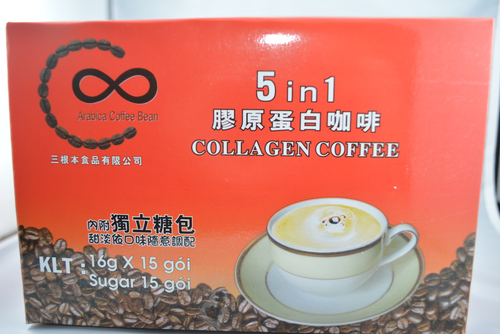 Arabica Coffee Bean
三根本食品有限公司
5 in 1
膠原蛋白咖啡
COLLAGEN COFFEE
內附獨立糖包
甜淡依口味隨意調配
KLT : 16g X 15 gói
Sugar 15 gói